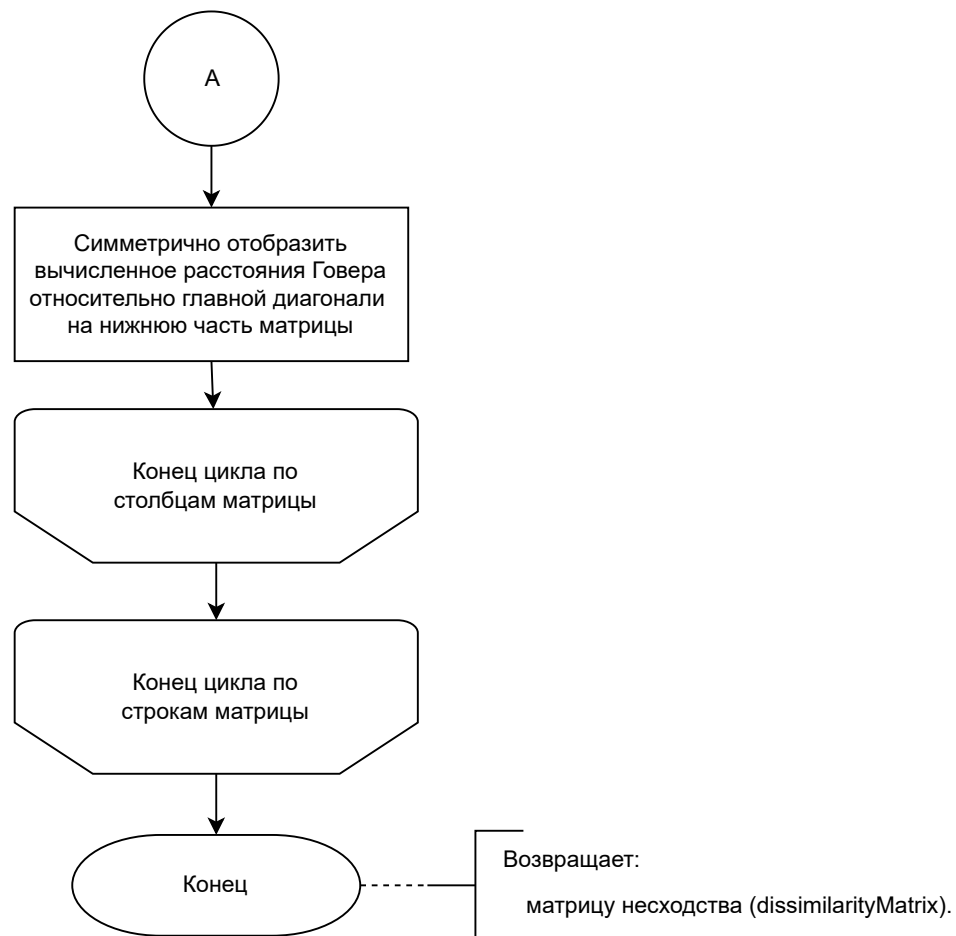 А
Симметрично отобразить
вычисленное расстояния Говера
относительно главной диагонали
на нижнюю часть матрицы
Конец цикла по
столбцам матрицы
Конец цикла по
строкам матрицы
Конец
Возвращает:
матрицу несходства (dissimilarityMatrix).